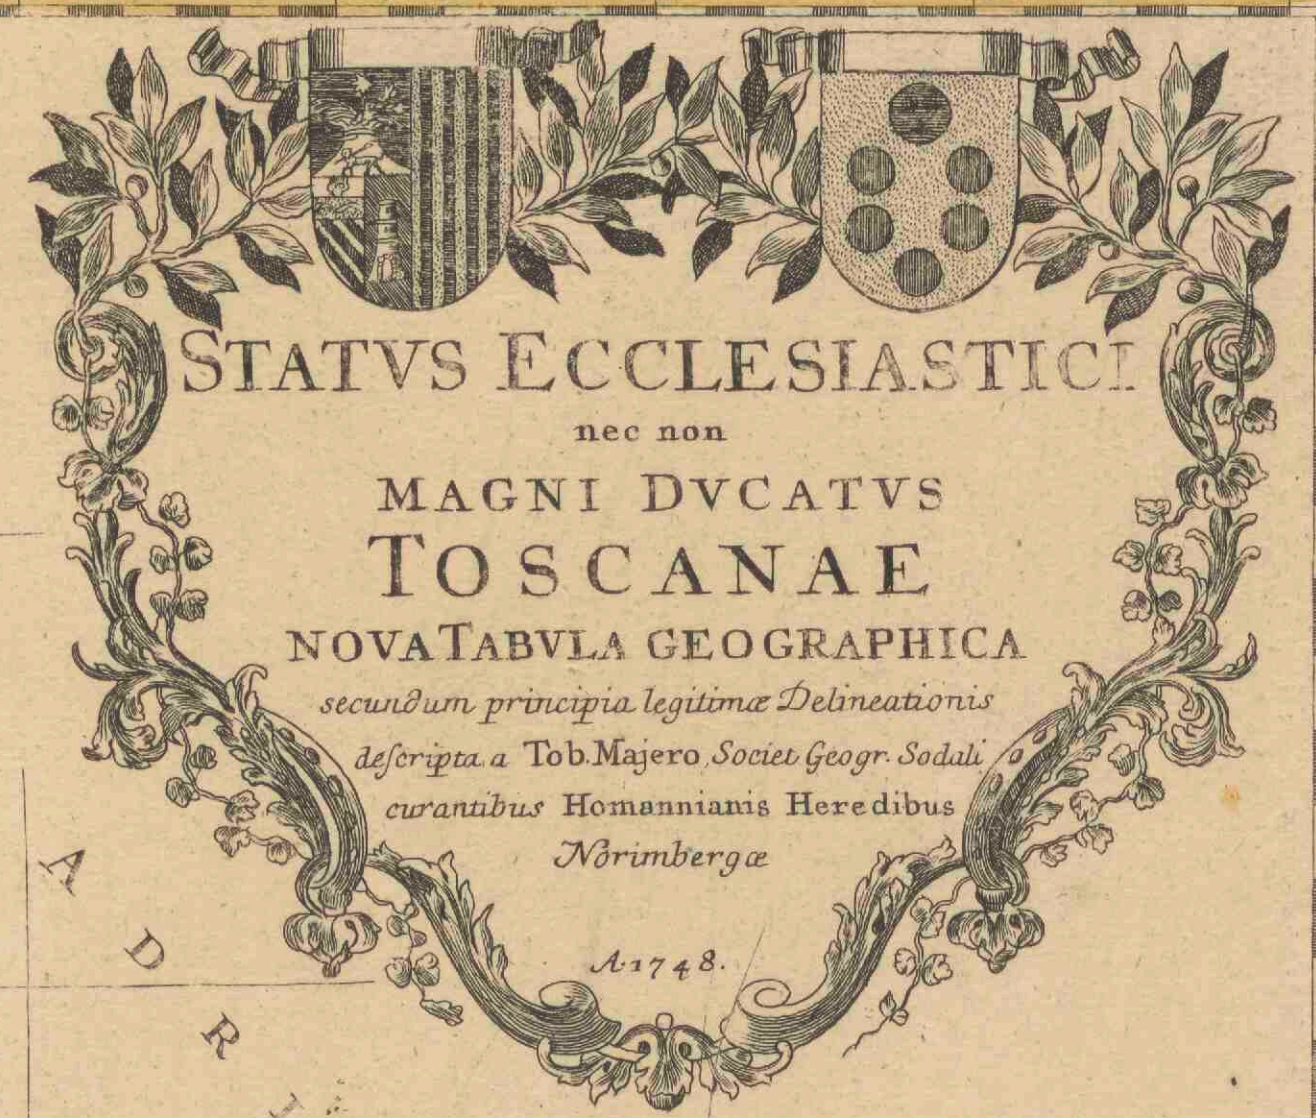 STATVS ECCLESIASTICI
nec non
MAGNI DVCATVS
TOSCANAE
NOVA TABVLA GEOGRAPHICA
secundum principia legitimæ Delineationis
deſcripta a Tob. Majero, Societ Geogr. Sodali
curantibus Homannianis Heredibus
Norimbergæ
A. 1748.
A D R